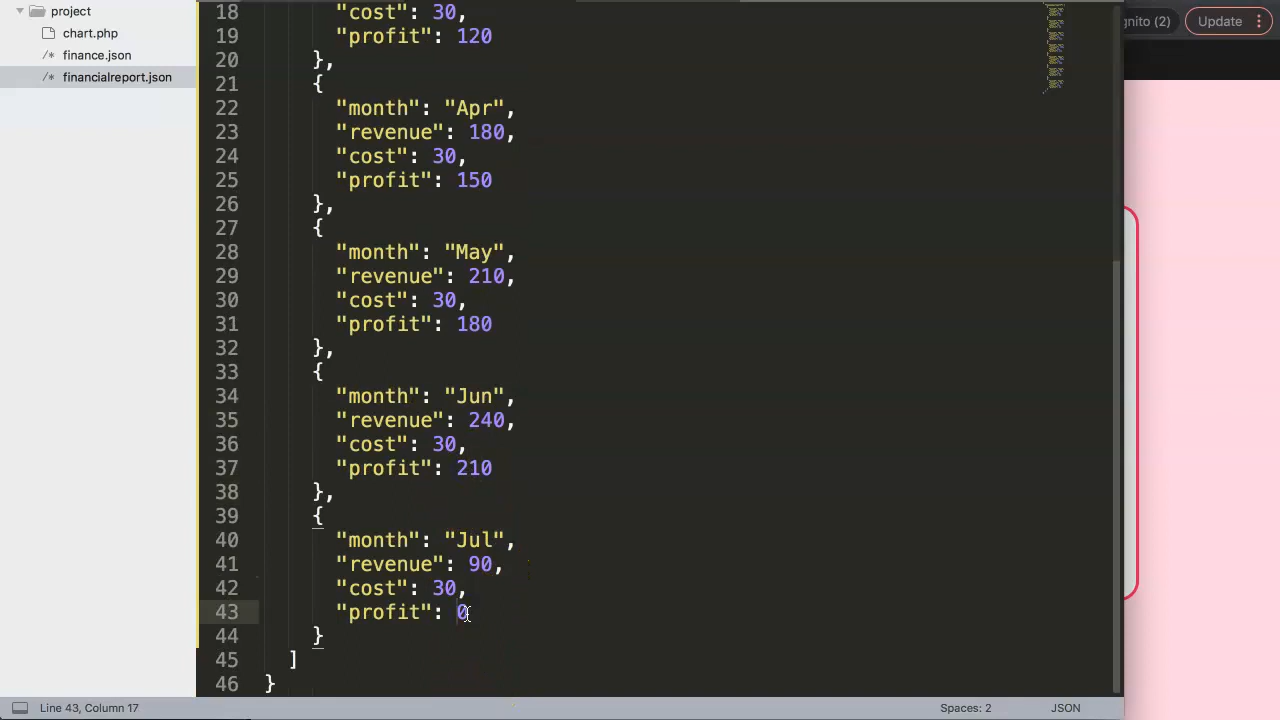 project
chart.php
/* finance.json
/* financialreport.json
gnito (2)
Update
18 "cost": 30,
19 "profit": 120
20 },
21 {
22 "month": "Apr",
23 "revenue": 180,
24 "cost": 30,
25 "profit": 150
26 },
27 {
28 "month": "May",
29 "revenue": 210,
30 "cost": 30,
31 "profit": 180
32 },
33 {
34 "month": "Jun",
35 "revenue": 240,
36 "cost": 30,
37 "profit": 210
38 },
39 {
40 "month": "Jul",
41 "revenue": 90,
42 "cost": 30,
43 "profit": 0
44 }
45 ]
46 }
Line 43, Column 17
Spaces: 2
JSON